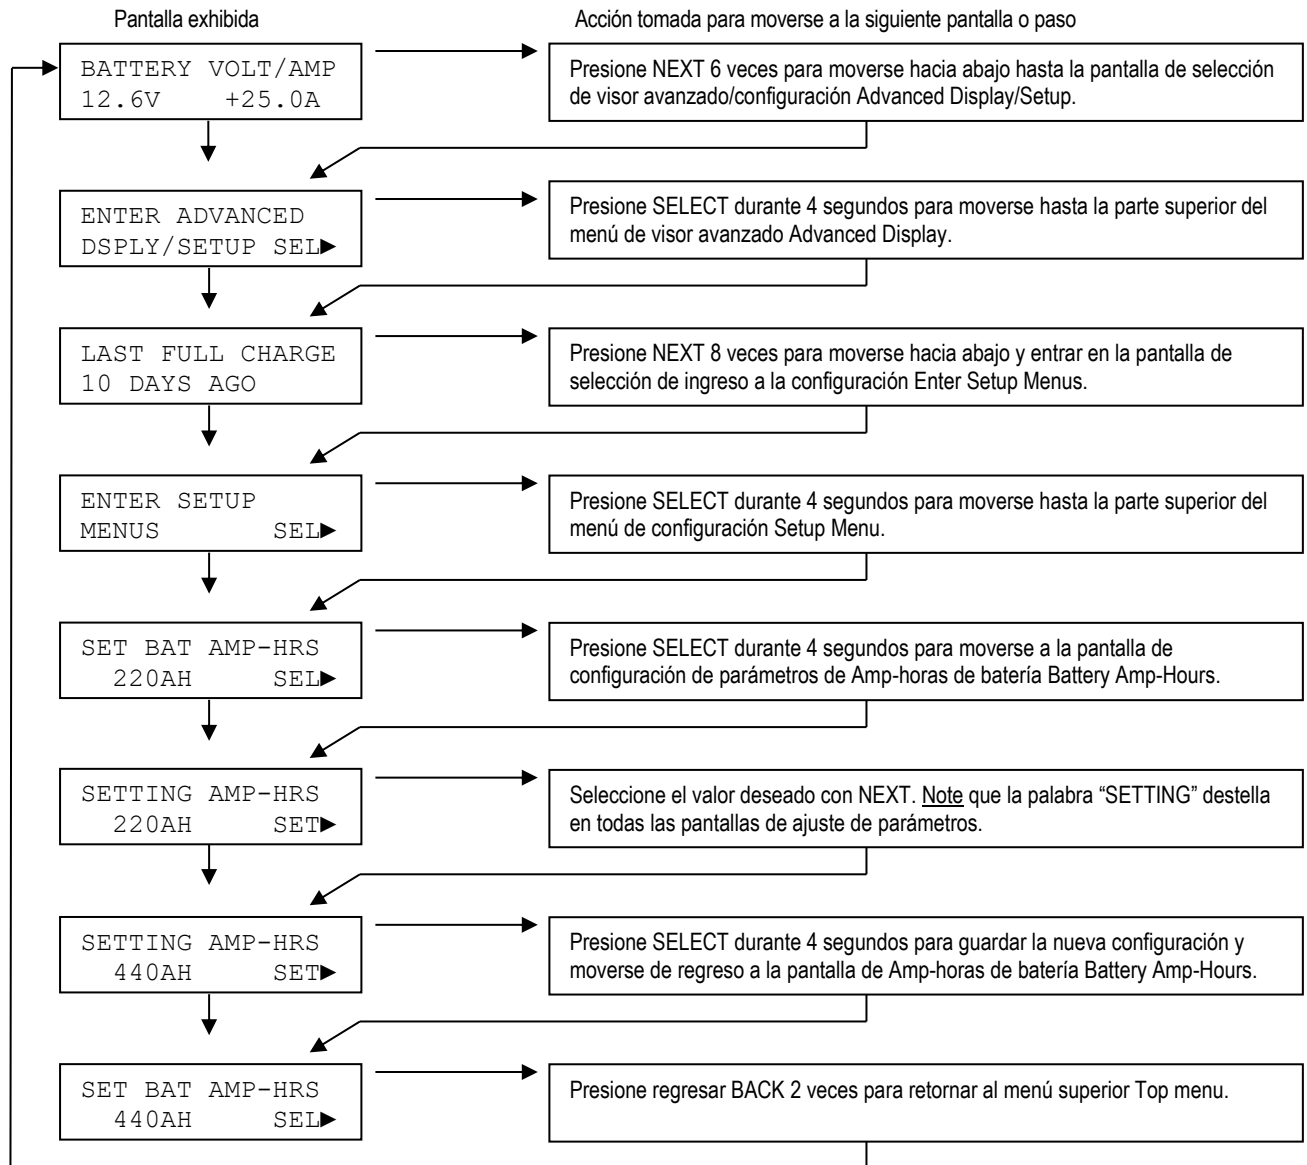 Pantalla exhibida
Acción tomada para moverse a la siguiente pantalla o paso
BATTERY VOLT/AMP
12.6V +25.0A
Presione NEXT 6 veces para moverse hacia abajo hasta la pantalla de selección
de visor avanzado/configuración Advanced Display/Setup.
ENTER ADVANCED
DSPLY/SETUP SEL►
Presione SELECT durante 4 segundos para moverse hasta la parte superior del
menú de visor avanzado Advanced Display.
LAST FULL CHARGE
10 DAYS AGO
Presione NEXT 8 veces para moverse hacia abajo y entrar en la pantalla de
selección de ingreso a la configuración Enter Setup Menus.
ENTER SETUP
MENUS SEL►
Presione SELECT durante 4 segundos para moverse hasta la parte superior del
menú de configuración Setup Menu.
SET BAT AMP-HRS
220AH SEL►
Presione SELECT durante 4 segundos para moverse a la pantalla de
configuración de parámetros de Amp-horas de batería Battery Amp-Hours.
SETTING AMP-HRS
220AH SET►
Seleccione el valor deseado con NEXT. Note que la palabra “SETTING” destella
en todas las pantallas de ajuste de parámetros.
SETTING AMP-HRS
440AH SET►
Presione SELECT durante 4 segundos para guardar la nueva configuración y
moverse de regreso a la pantalla de Amp-horas de batería Battery Amp-Hours.
SET BAT AMP-HRS
440AH SEL►
Presione regresar BACK 2 veces para retornar al menú superior Top menu.